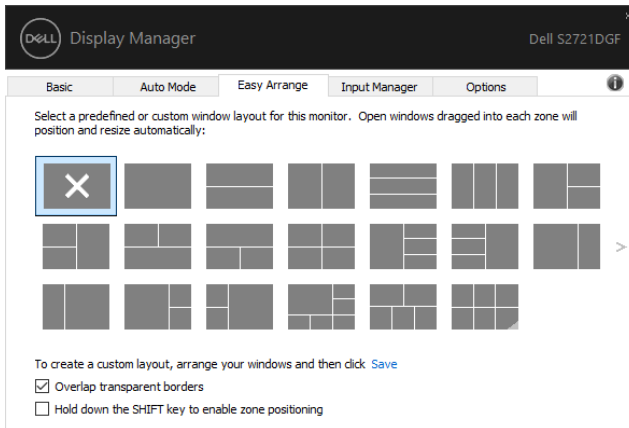 DELL Display Manager Dell S2721DGF
Basic Auto Mode Easy Arrange Input Manager Options
Select a predefined or custom window layout for this monitor. Open windows dragged into each zone will
position and resize automatically:
To create a custom layout, arrange your windows and then click Save
Overlap transparent borders
Hold down the SHIFT key to enable zone positioning